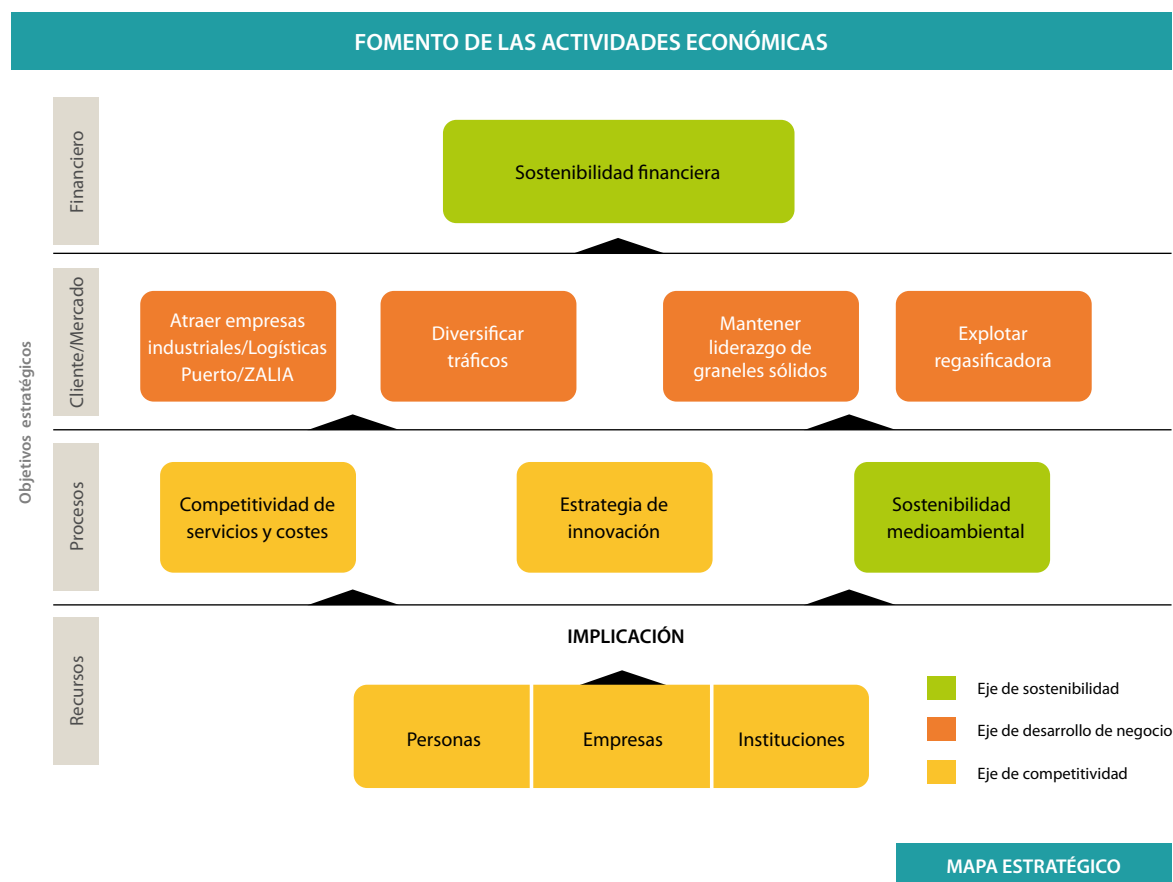 FOMENTO DE LAS ACTIVIDADES ECONÓMICAS
Objetivos estratégicos
Financiero
Sostenibilidad financiera
Cliente/Mercado
Atraer empresas
industriales/Logísticas
Puerto/ZALIA
Diversificar
tráficos
Mantener
liderazgo de
graneles sólidos
Explotar
regasificadora
Procesos
Competitividad de
servicios y costes
Estrategia de
innovación
Sostenibilidad
medioambiental
Recursos
IMPLICACIÓN
Personas
Empresas
Instituciones
Eje de sostenibilidad
Eje de desarrollo de negocio
Eje de competitividad
MAPA ESTRATÉGICO